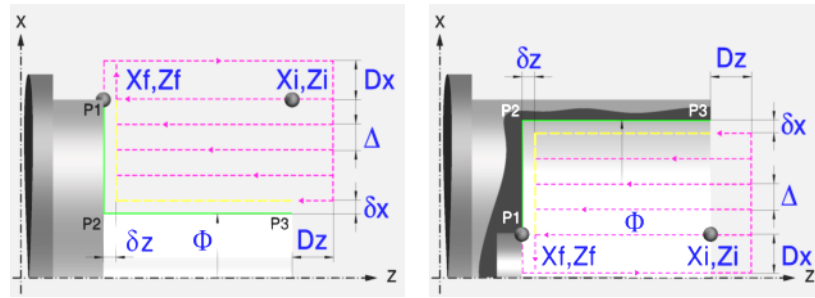 X
Xf,Zf
Xi,Zi
Dx
P1
Δ
δx
P2
P3
δz
Φ
Dz
Z
X
δz
Dz
P2
P3
δx
Δ
P1
Φ
Xf,Zf
Xi,Zi
Dx
Z